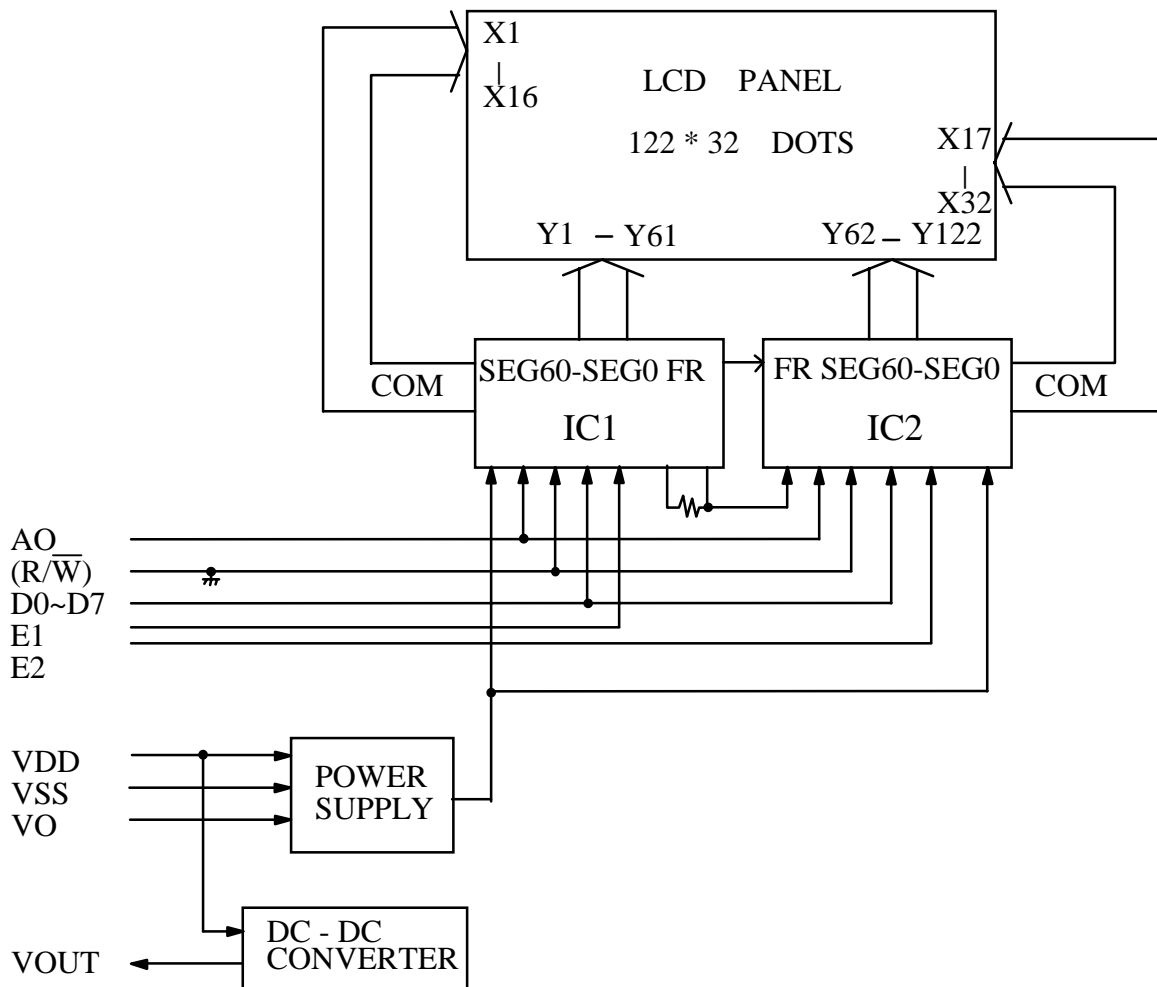 X1
|
X16
LCD PANEL
122 * 32 DOTS
X17
|
X32
Y1 – Y61
Y62 – Y122
SEG60-SEG0 FR
IC1
FR SEG60-SEG0
IC2
COM
COM
AO
(R/W̅)
D0~D7
E1
E2
VDD
VSS
VO
POWER
SUPPLY
DC - DC
CONVERTER
VOUT